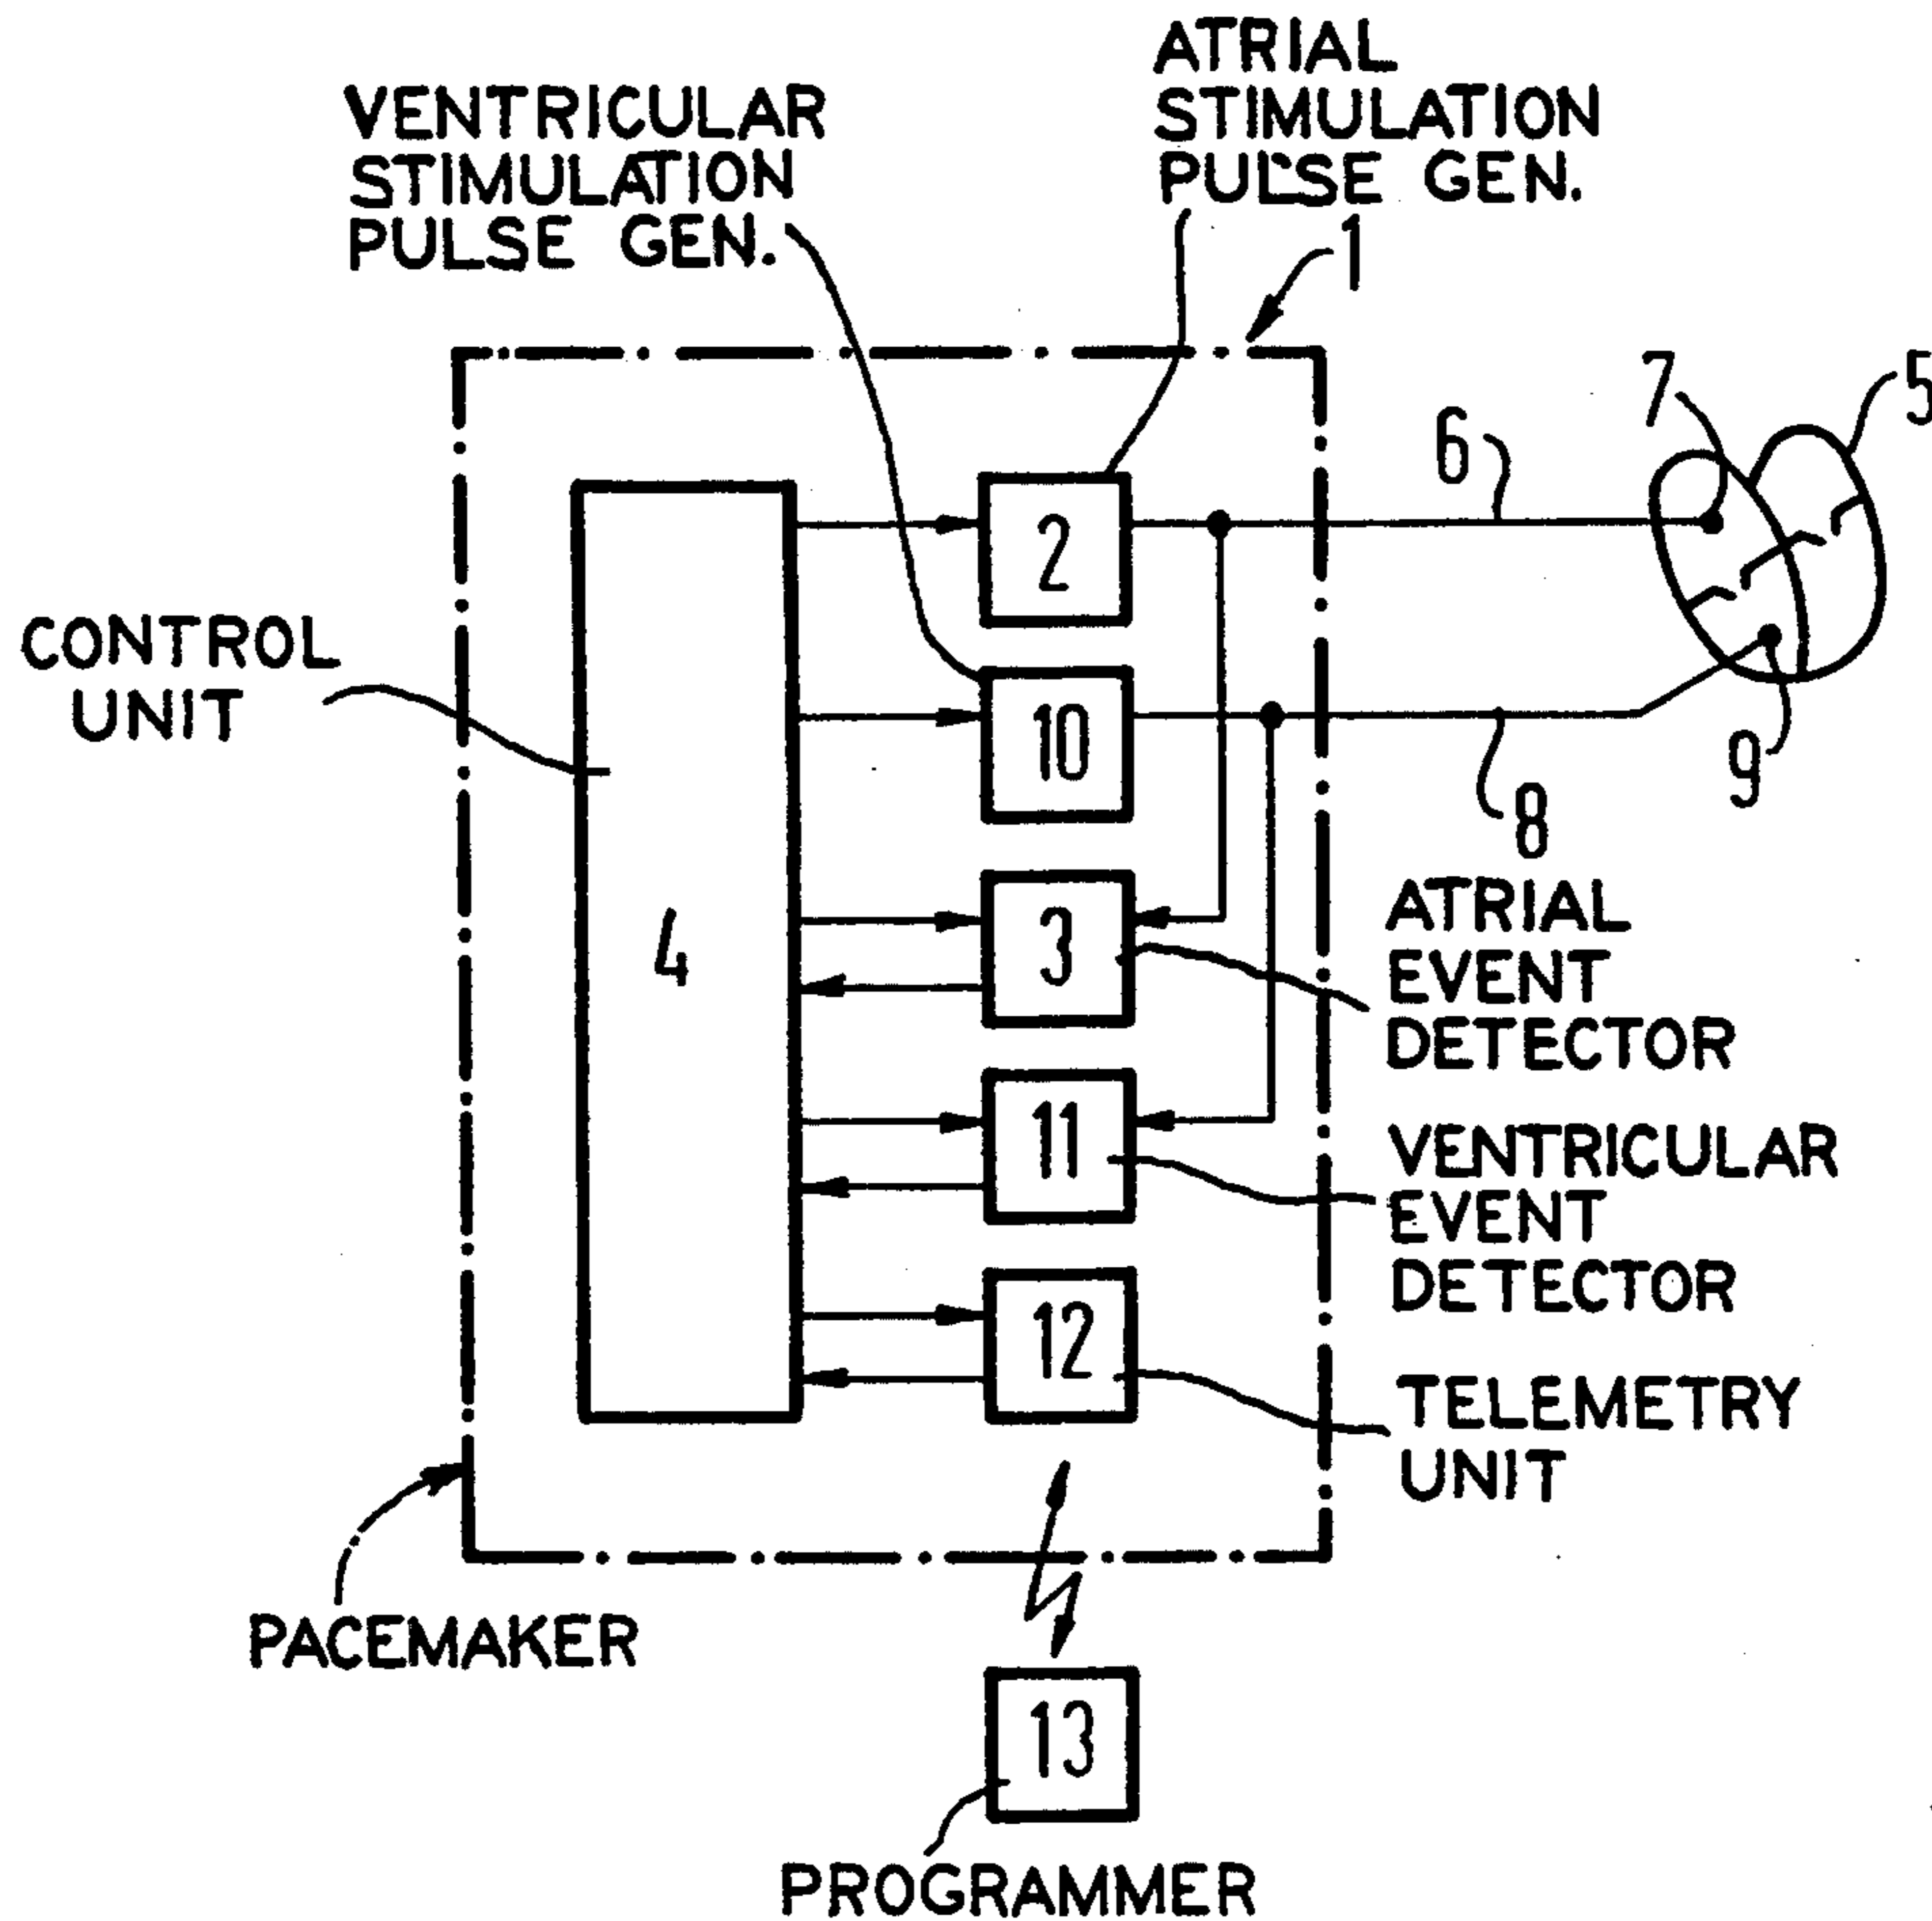 ATRIAL
STIMULATION
PULSE GEN.
VENTRICULAR
STIMULATION
PULSE GEN.
1
7
5
6
2
CONTROL
UNIT
10
9
8
4
3
ATRIAL
EVENT
DETECTOR
11
VENTRICULAR
EVENT
DETECTOR
12
TELEMETRY
UNIT
PACEMAKER
13
PROGRAMMER